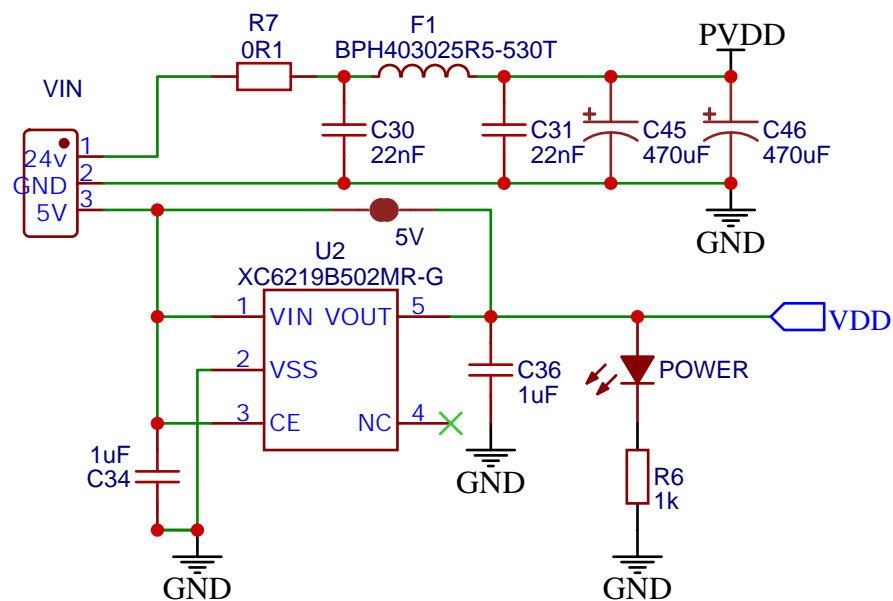 R7
0R1
F1
BPH403025R5-530T
PVDD
VIN
24v 1
GND 2
5V 3
C30
22nF
C31
22nF
C45
470uF
C46
470uF
GND
5V
U2
XC6219B502MR-G
1 VIN VOUT 5
2 VSS
3 CE NC 4
VDD
C36
1uF
POWER
1uF
C34
GND
R6
1k
GND
GND